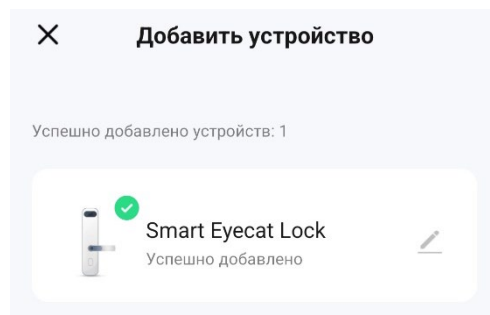 Добавить устройство
Успешно добавлено устройств: 1
Smart Eyecat Lock
Успешно добавлено